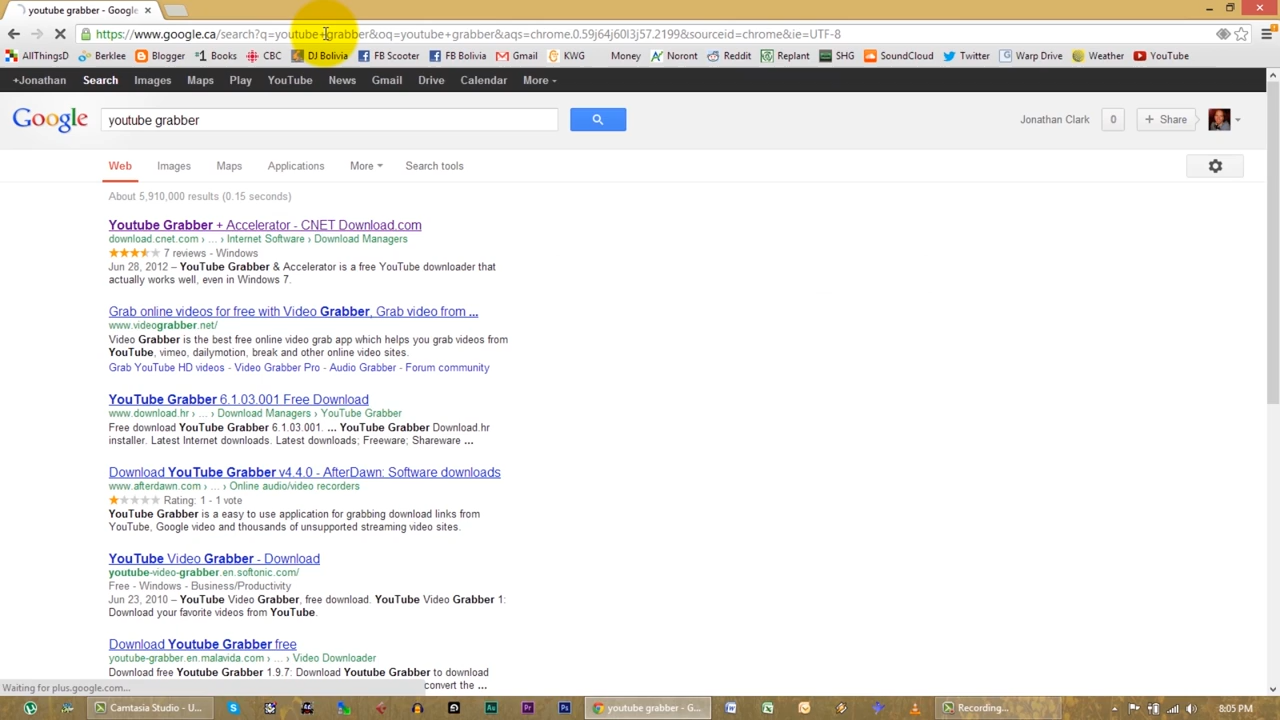 youtube grabber - Google
https://www.google.ca/search?q=youtube+grabber&oq=youtube+grabber&aqs=chrome.0.59j64j60l3j57.2199&sourceid=chrome&ie=UTF-8
AllThingsD Berklee Blogger 1 Books CBC DJ Bolivia FB Scooter FB Bolivia Gmail KWG Money Noront Reddit Replant SHG SoundCloud Twitter Warp Drive Weather YouTube
+Jonathan Search Images Maps Play YouTube News Gmail Drive Calendar More
Google youtube grabber Jonathan Clark 0 + Share
Web Images Maps Applications More Search tools
About 5,910,000 results (0.15 seconds)
Youtube Grabber + Accelerator - CNET Download.com
download.cnet.com › ... › Internet Software › Download Managers
7 reviews - Windows
Jun 28, 2012 – YouTube Grabber & Accelerator is a free YouTube downloader that
actually works well, even in Windows 7.
Grab online videos for free with Video Grabber, Grab video from ...
www.videograbber.net/
Video Grabber is the best free online video grab app which helps you grab videos from
YouTube, vimeo, dailymotion, break and other online video sites.
Grab YouTube HD videos - Video Grabber Pro - Audio Grabber - Forum community
YouTube Grabber 6.1.03.001 Free Download
www.download.hr › ... › Download Managers › YouTube Grabber
Free download YouTube Grabber 6.1.03.001. ... YouTube Grabber Download.hr
installer. Latest Internet downloads. Latest downloads; Freeware; Shareware ...
Download YouTube Grabber v4.4.0 - AfterDawn: Software downloads
www.afterdawn.com › ... › Online audio/video recorders
Rating: 1 - 1 vote
YouTube Grabber is a easy to use application for grabbing download links from
YouTube, Google video and thousands of unsupported streaming video sites.
YouTube Video Grabber - Download
youtube-video-grabber.en.softonic.com/
Free - Windows - Business/Productivity
Jun 23, 2010 – YouTube Video Grabber, free download. YouTube Video Grabber 1:
Download your favorite videos from YouTube.
Download Youtube Grabber free
youtube-grabber.en.malavida.com › ... › Video Downloader
Download free Youtube Grabber 1.9.7: Download Youtube Grabber to download
convert the ...
Waiting for plus.google.com...
Camtasia Studio - U... youtube grabber - G... Recording... 8:05 PM